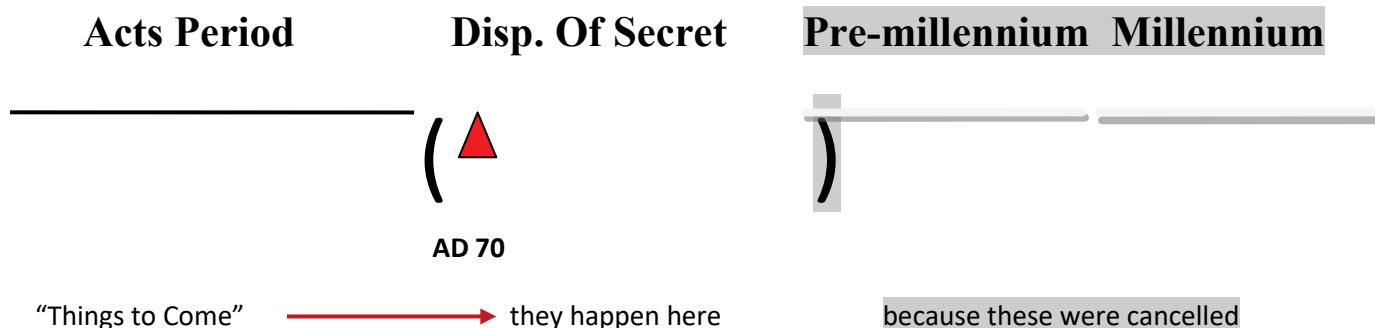 Acts Period Disp. Of Secret Pre-millennium Millennium
( )
AD 70
“Things to Come” they happen here because these were cancelled